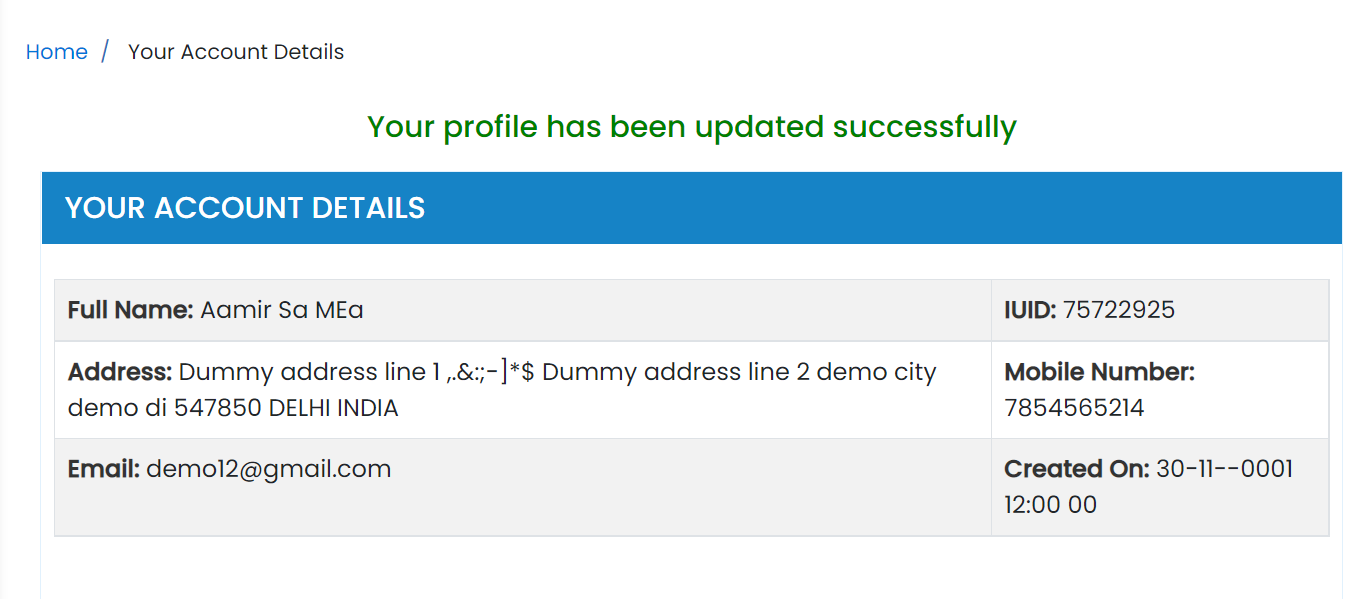 Home / Your Account Details
Your profile has been updated successfully
YOUR ACCOUNT DETAILS
Full Name: Aamir Sa MEa
IUID: 75722925
Address: Dummy address line 1 ,.&:;-]*$ Dummy address line 2 demo city
demo di 547850 DELHI INDIA
Mobile Number:
7854565214
Email: demo12@gmail.com
Created On: 30-11--0001
12:00 00